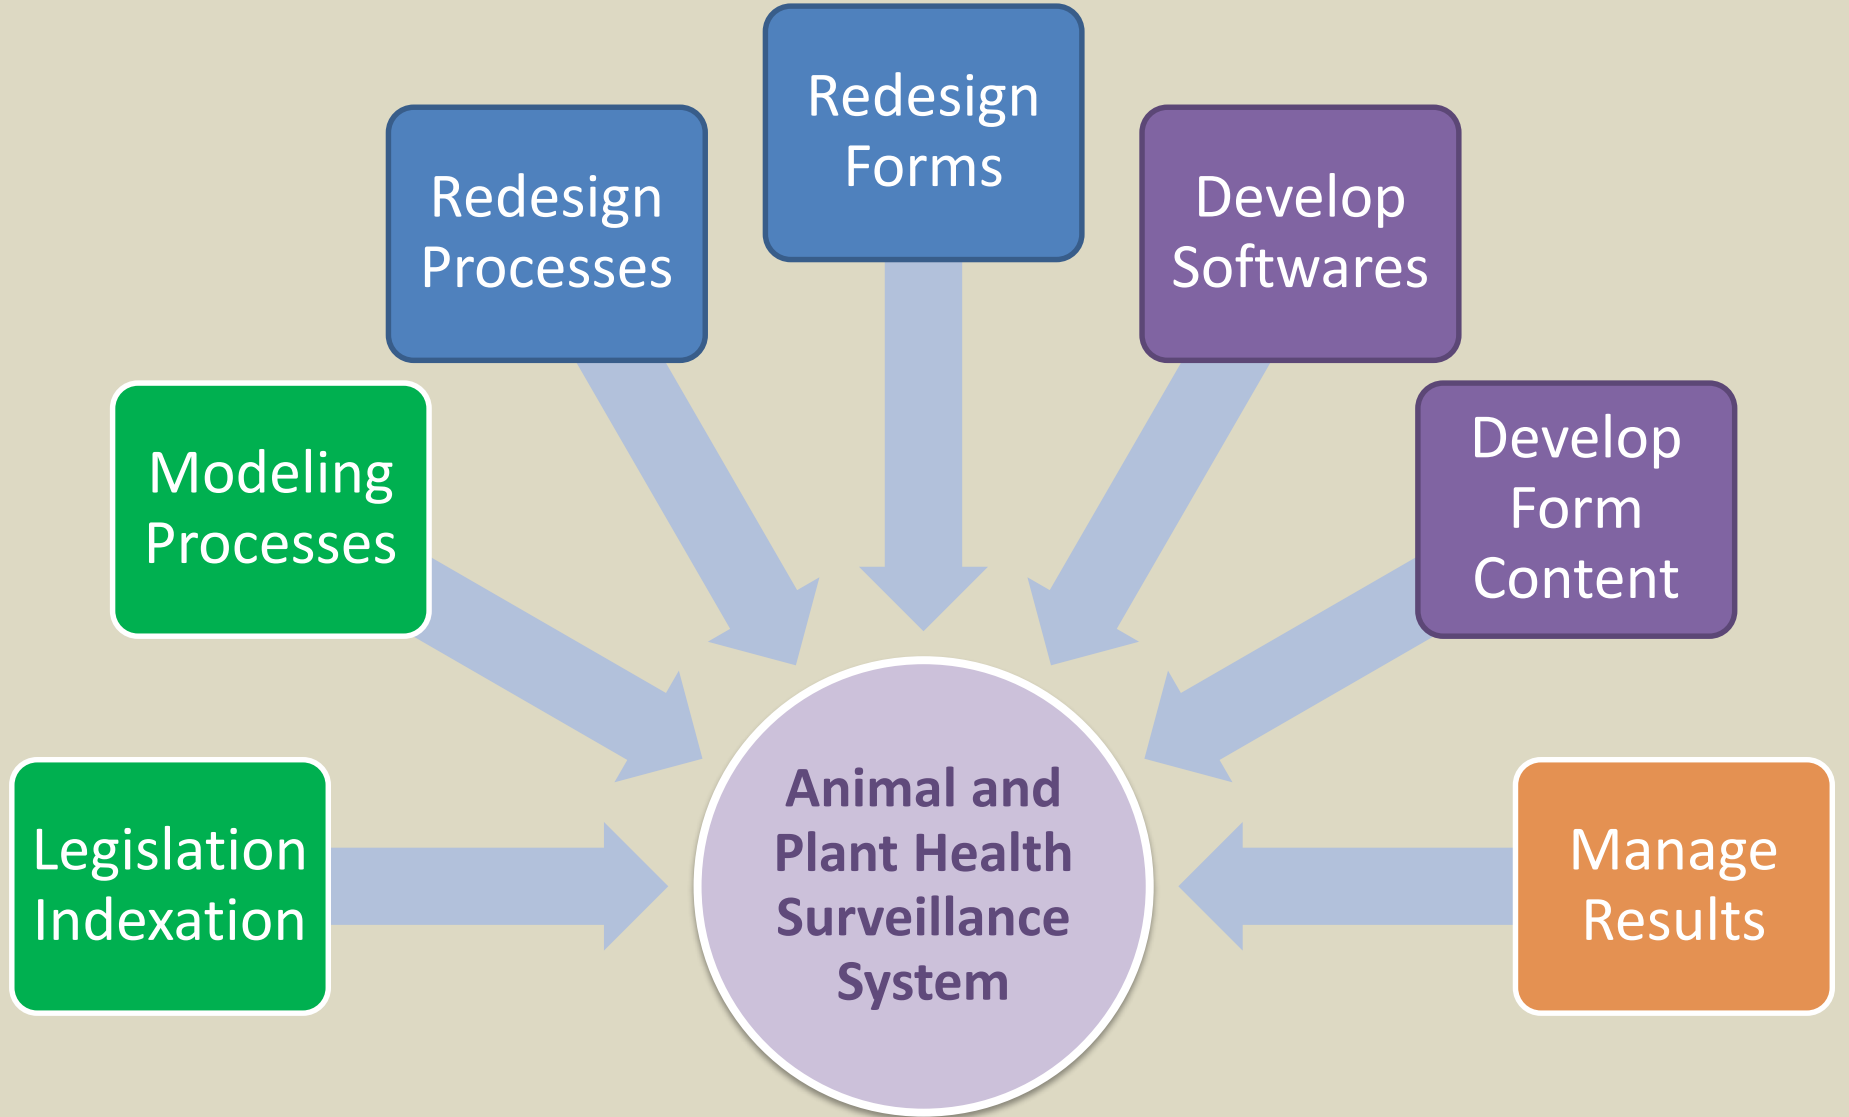 Redesign
Forms
Redesign
Processes
Develop
Softwares
Modeling
Processes
Develop
Form
Content
Legislation
Indexation
Animal and
Plant Health
Surveillance
System
Manage
Results